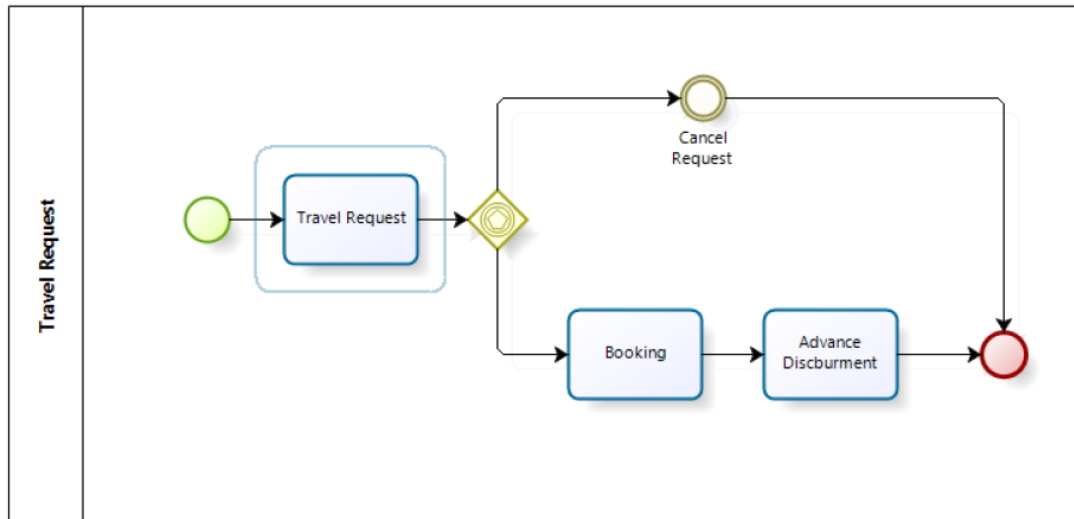 Travel Request
Travel Request
Cancel
Request
Booking
Advance
Discburment